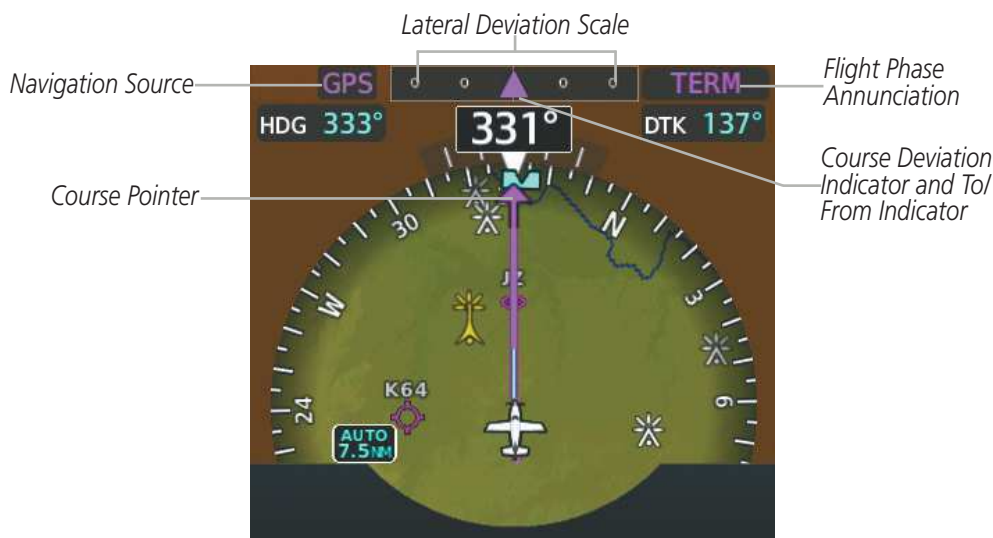 Lateral Deviation Scale
Navigation Source
GPS
TERM
Flight Phase
Annunciation
HDG 333°
331°
DTK 137°
Course Deviation
Indicator and To/
From Indicator
Course Pointer
30
N
JZ
W
3
K64
24
6
AUTO
7.5NM